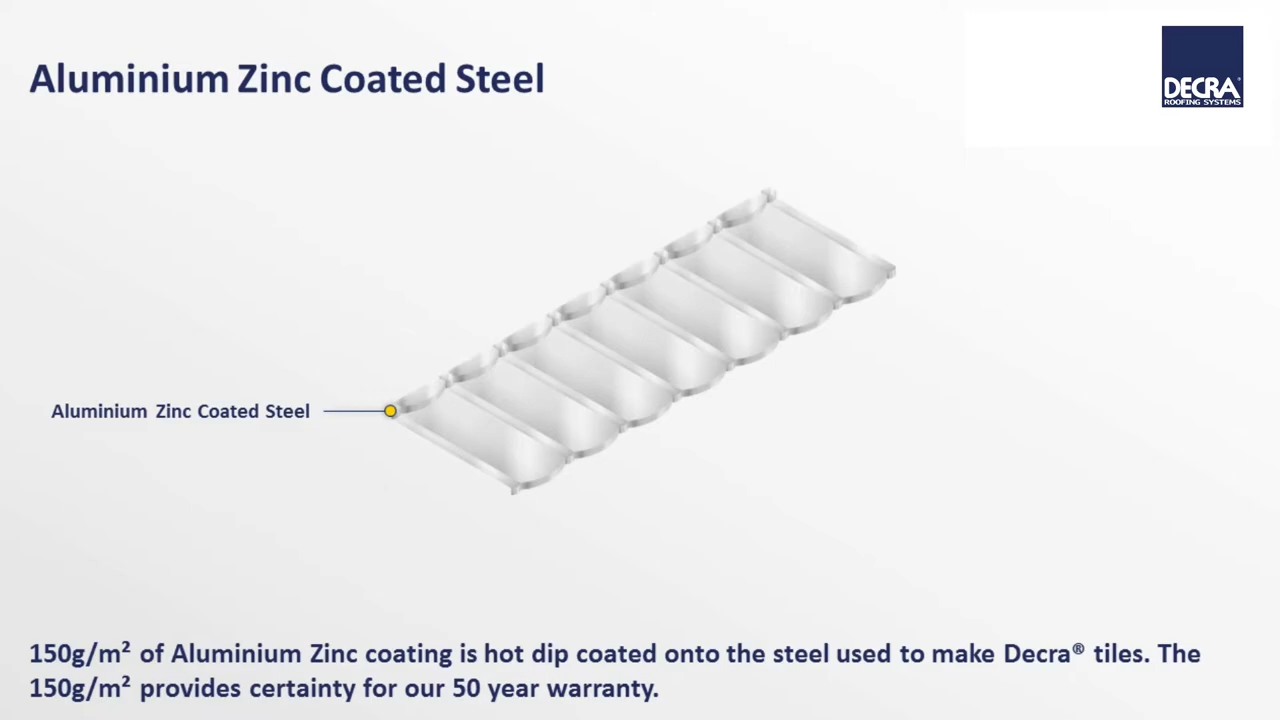 Aluminium Zinc Coated Steel
DECRA®
ROOFING SYSTEMS
Aluminium Zinc Coated Steel
150g/m² of Aluminium Zinc coating is hot dip coated onto the steel used to make Decra® tiles. The
150g/m² provides certainty for our 50 year warranty.